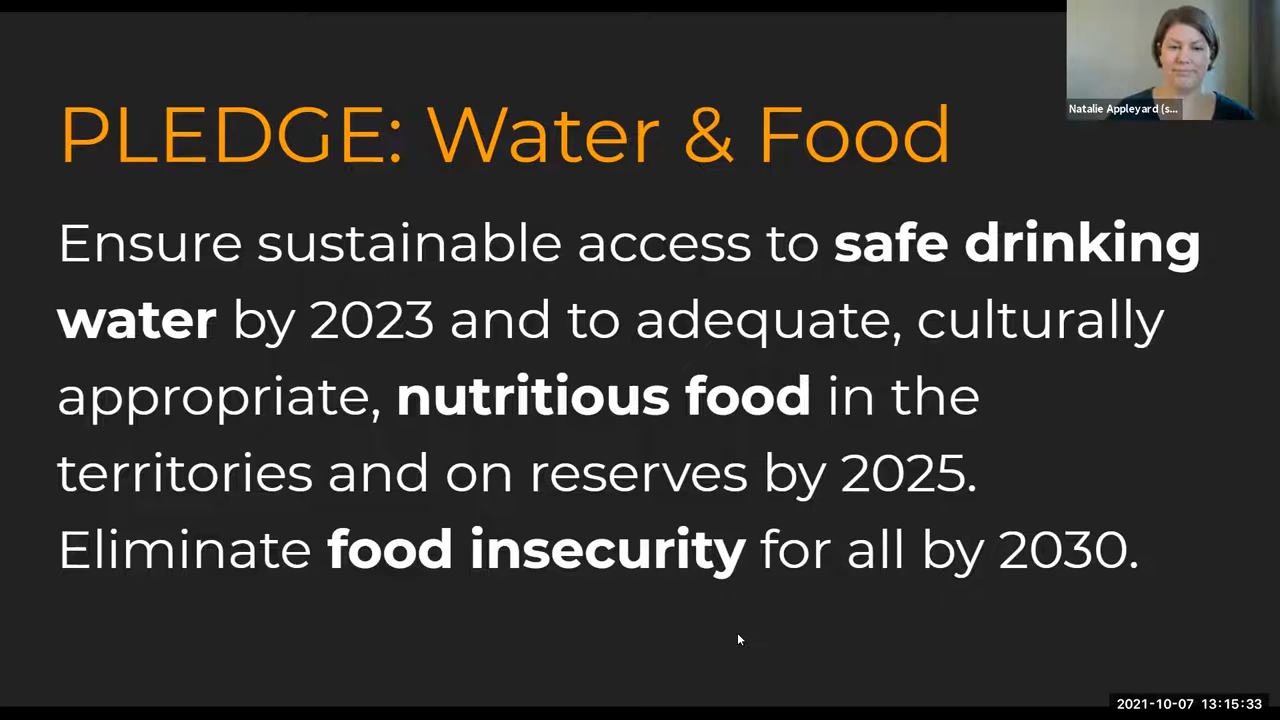 PLEDGE: Water & Food
Ensure sustainable access to safe drinking
water by 2023 and to adequate, culturally
appropriate, nutritious food in the
territories and on reserves by 2025.
Eliminate food insecurity for all by 2030.
Natalie Appleyard (s...
2021-10-07 13:15:33